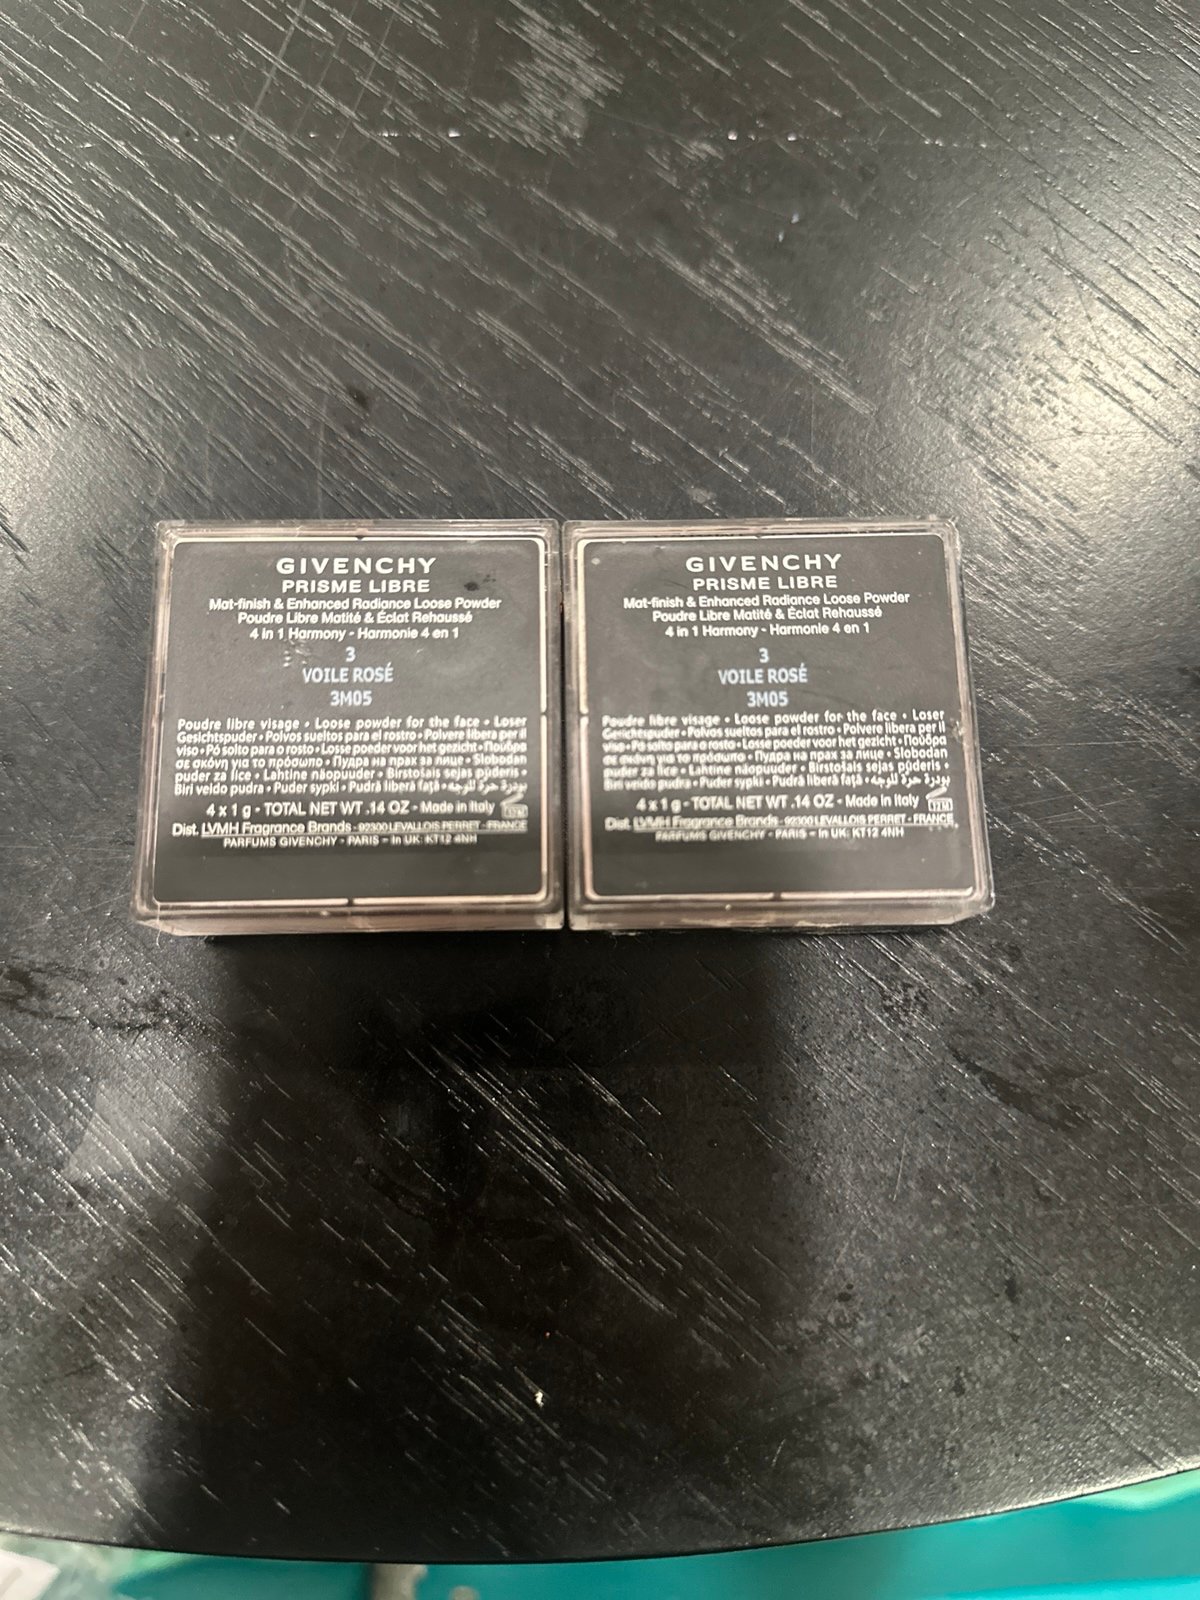 GIVENCHY
PRISME LIBRE
Mat-finish & Enhanced Radiance Loose Powder
Poudre Libre Matité & Éclat Rehaussé
4 in 1 Harmony - Harmonie 4 en 1
3
VOILE ROSÉ
3M05
Poudre libre visage • Loose powder for the face • Loser
Gesichtspuder • Polvos sueltos para el rostro • Polvere libera per il
viso • Pó solto para o rosto • Losse poeder voor het gezicht • Πούδρα
σε σκόνη για το πρόσωπο • Пудра на прах за лице • Slobodan
puder za lice • Lahtine näopuuder • Birstošais sejas pūderis •
Biri veido pudra • Puder sypki • Pudră liberă față • بودرة حرة للوجه
4 x 1 g - TOTAL NET WT .14 OZ - Made in Italy 12M
Dist. LVMH Fragrance Brands - 92300 LEVALLOIS PERRET - FRANCE
PARFUMS GIVENCHY - PARIS - In UK: KT12 4NH
GIVENCHY
PRISME LIBRE
Mat-finish & Enhanced Radiance Loose Powder
Poudre Libre Matité & Éclat Rehaussé
4 in 1 Harmony - Harmonie 4 en 1
3
VOILE ROSÉ
3M05
Poudre libre visage • Loose powder for the face • Loser
Gesichtspuder • Polvos sueltos para el rostro • Polvere libera per il
viso • Pó solto para o rosto • Losse poeder voor het gezicht • Πούδρα
σε σκόνη για το πρόσωπο • Пудра на прах за лице • Slobodan
puder za lice • Lahtine näopuuder • Birstošais sejas pūderis •
Biri veido pudra • Puder sypki • Pudră liberă față • بودرة حرة للوجه
4 x 1 g - TOTAL NET WT .14 OZ - Made in Italy 12M
Dist. LVMH Fragrance Brands - 92300 LEVALLOIS PERRET - FRANCE
PARFUMS GIVENCHY - PARIS - In UK: KT12 4NH